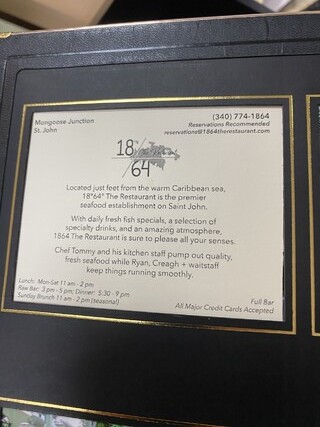 Mongoose Junction
St. John
(340) 774-1864
Reservations Recommended
reservations@1864therestaurant.com
18°
64°
Located just feet from the warm Caribbean sea,
18°64° The Restaurant is the premier
seafood establishment on Saint John.
With daily fresh fish specials, a selection of
specialty drinks, and an amazing atmosphere,
1864 The Restaurant is sure to please all your senses.
Chef Tommy and his kitchen staff pump out quality,
fresh seafood while Ryan, Creagh + waitstaff
keep things running smoothly.
Lunch: Mon-Sat 11 am - 2 pm
Raw Bar: 3 pm - 5 pm; Dinner: 5:30 - 9 pm
Sunday Brunch 11 am - 2 pm (seasonal)
Full Bar
All Major Credit Cards Accepted